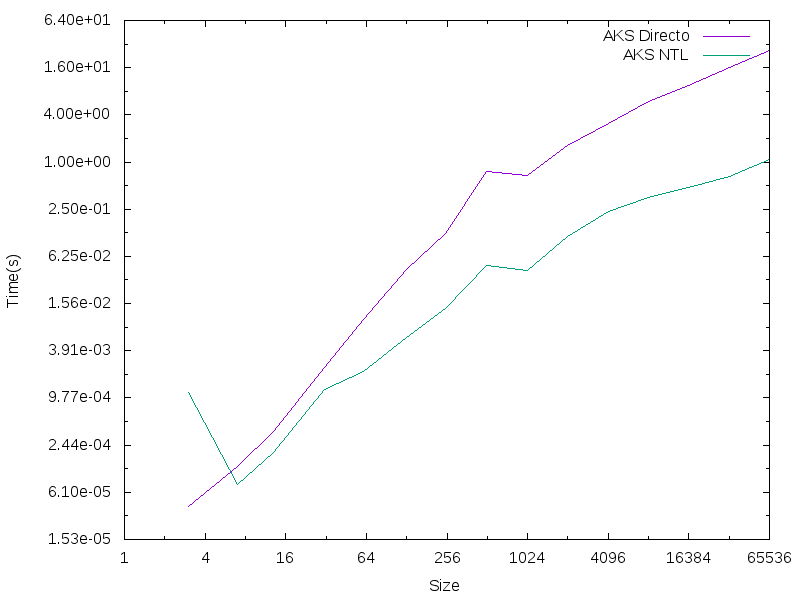 6.40e+01
1.60e+01
4.00e+00
1.00e+00
2.50e-01
6.25e-02
1.56e-02
3.91e-03
9.77e-04
2.44e-04
6.10e-05
1.53e-05
Time(s)
AKS Directo
AKS NTL
1 4 16 64 256 1024 4096 16384 65536
Size